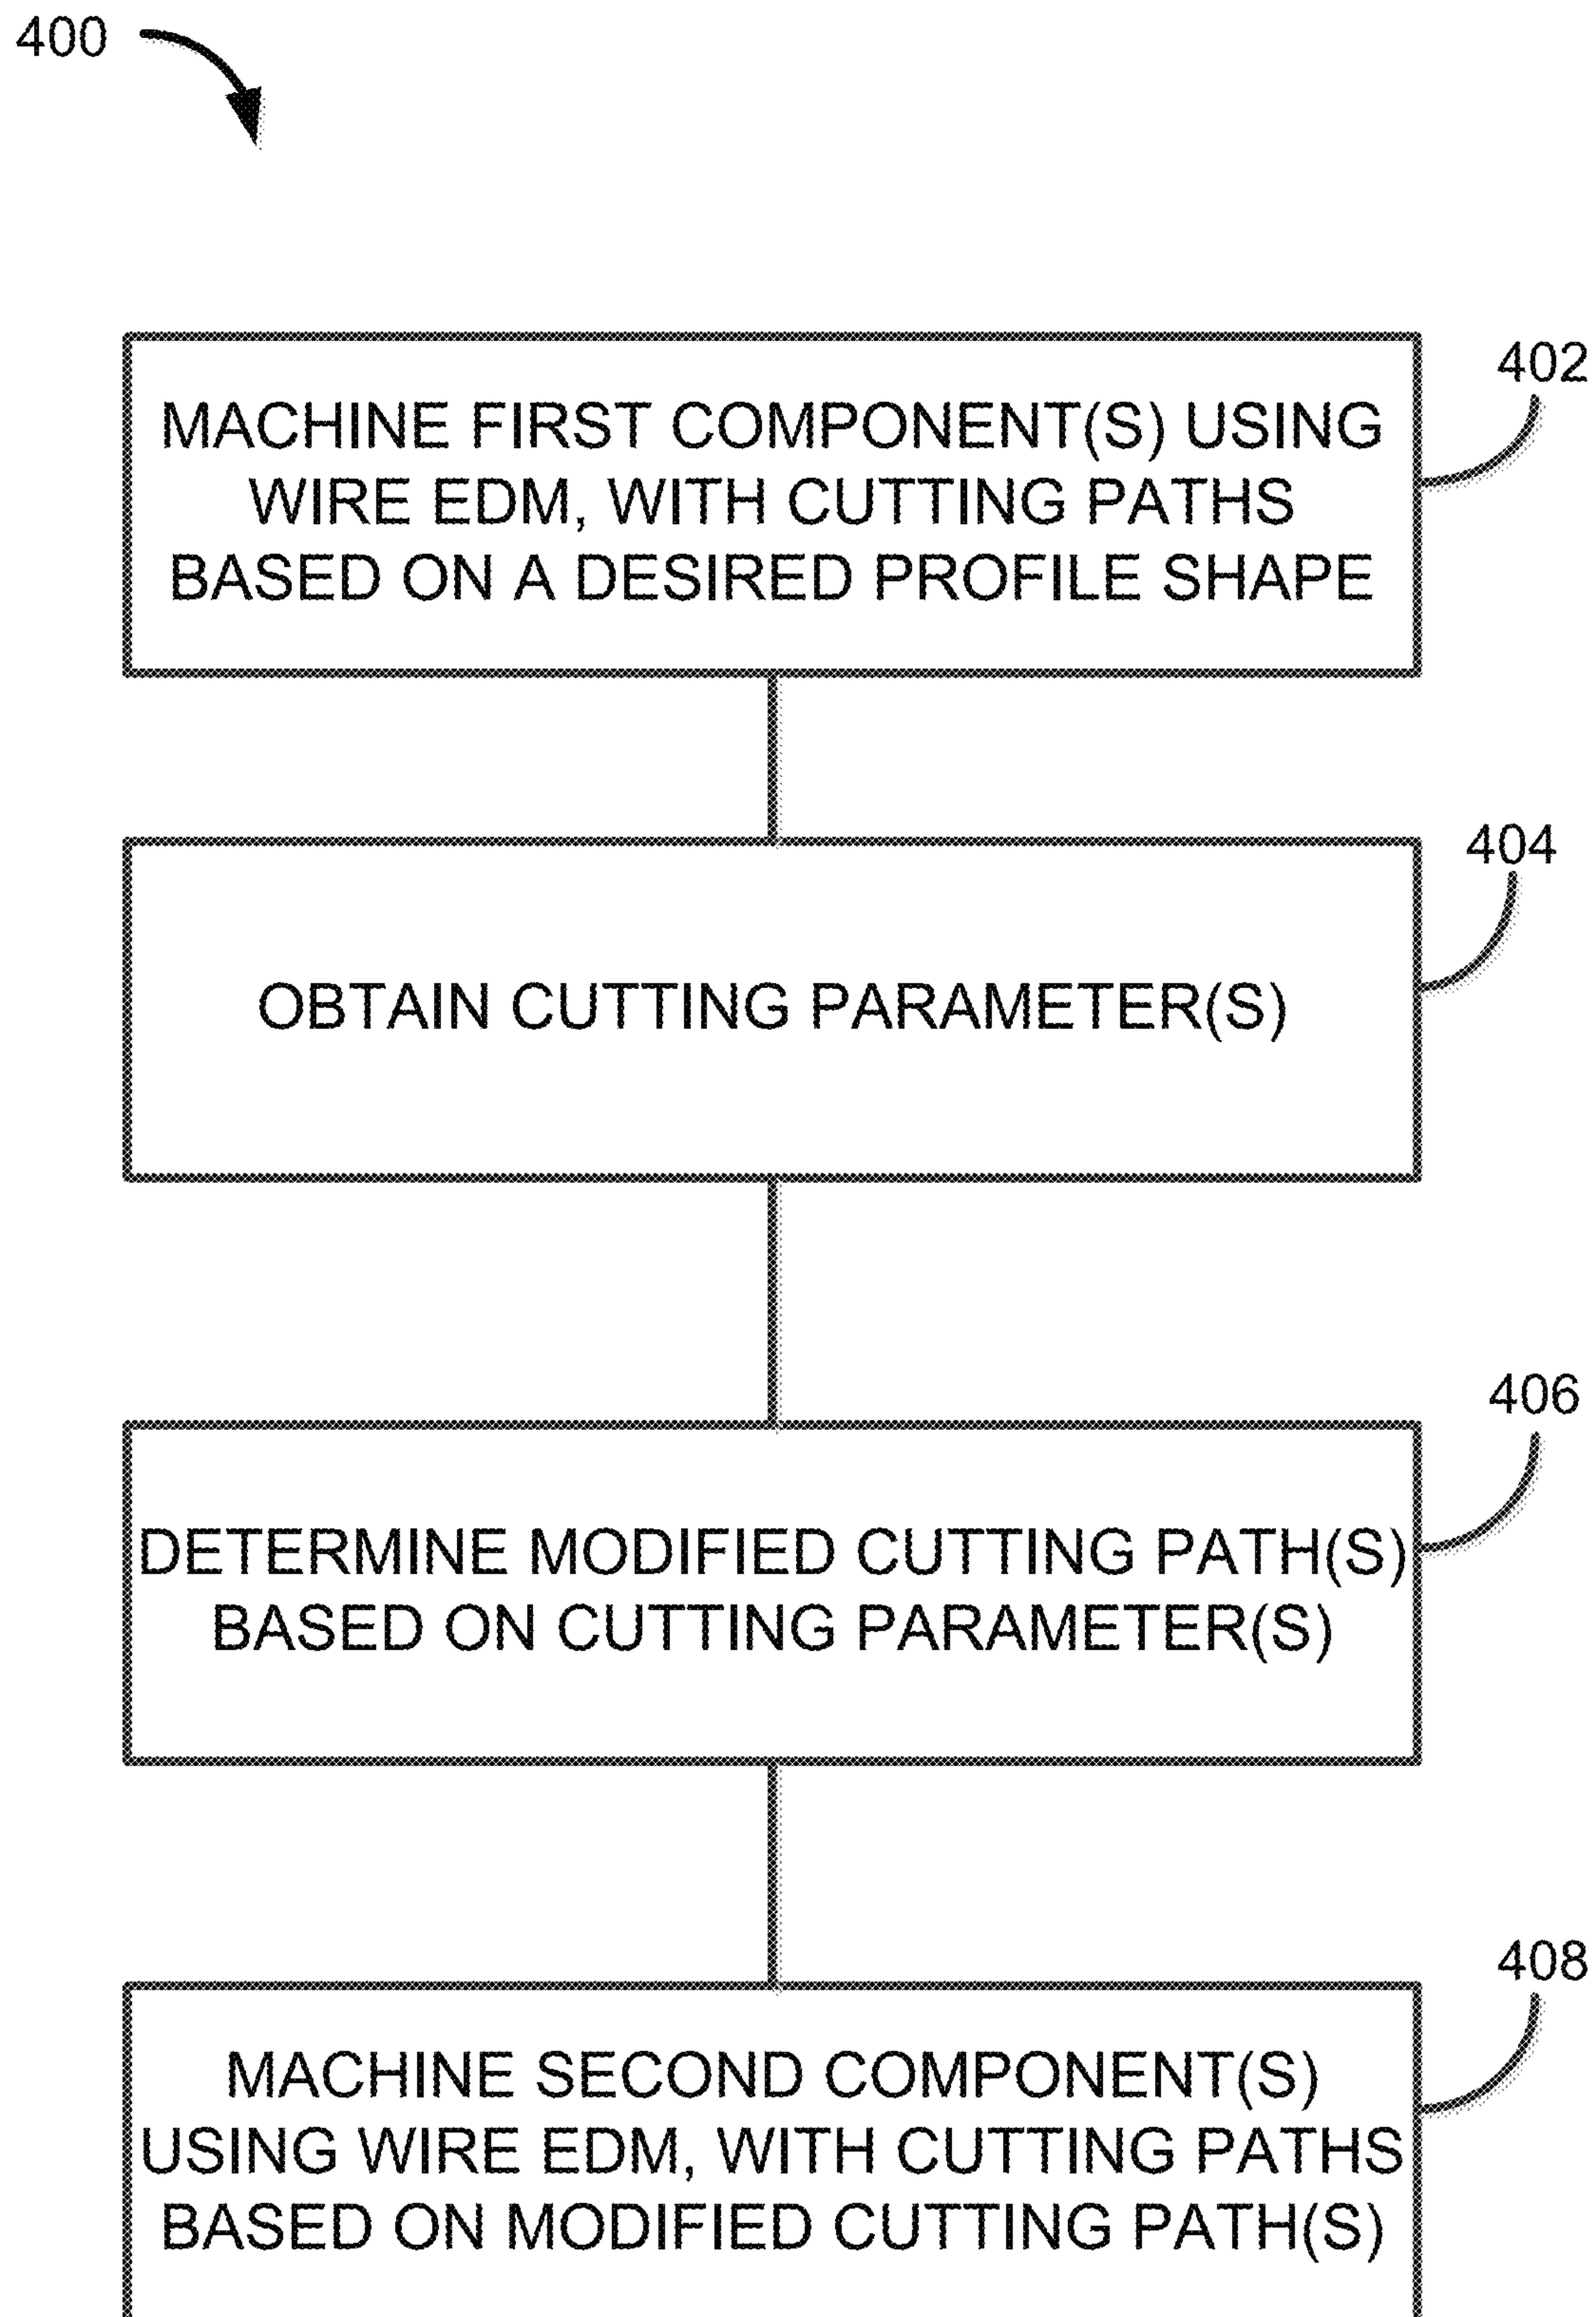 400
402
MACHINE FIRST COMPONENT(S) USING
WIRE EDM, WITH CUTTING PATHS
BASED ON A DESIRED PROFILE SHAPE
404
OBTAIN CUTTING PARAMETER(S)
406
DETERMINE MODIFIED CUTTING PATH(S)
BASED ON CUTTING PARAMETER(S)
408
MACHINE SECOND COMPONENT(S)
USING WIRE EDM, WITH CUTTING PATHS
BASED ON MODIFIED CUTTING PATH(S)